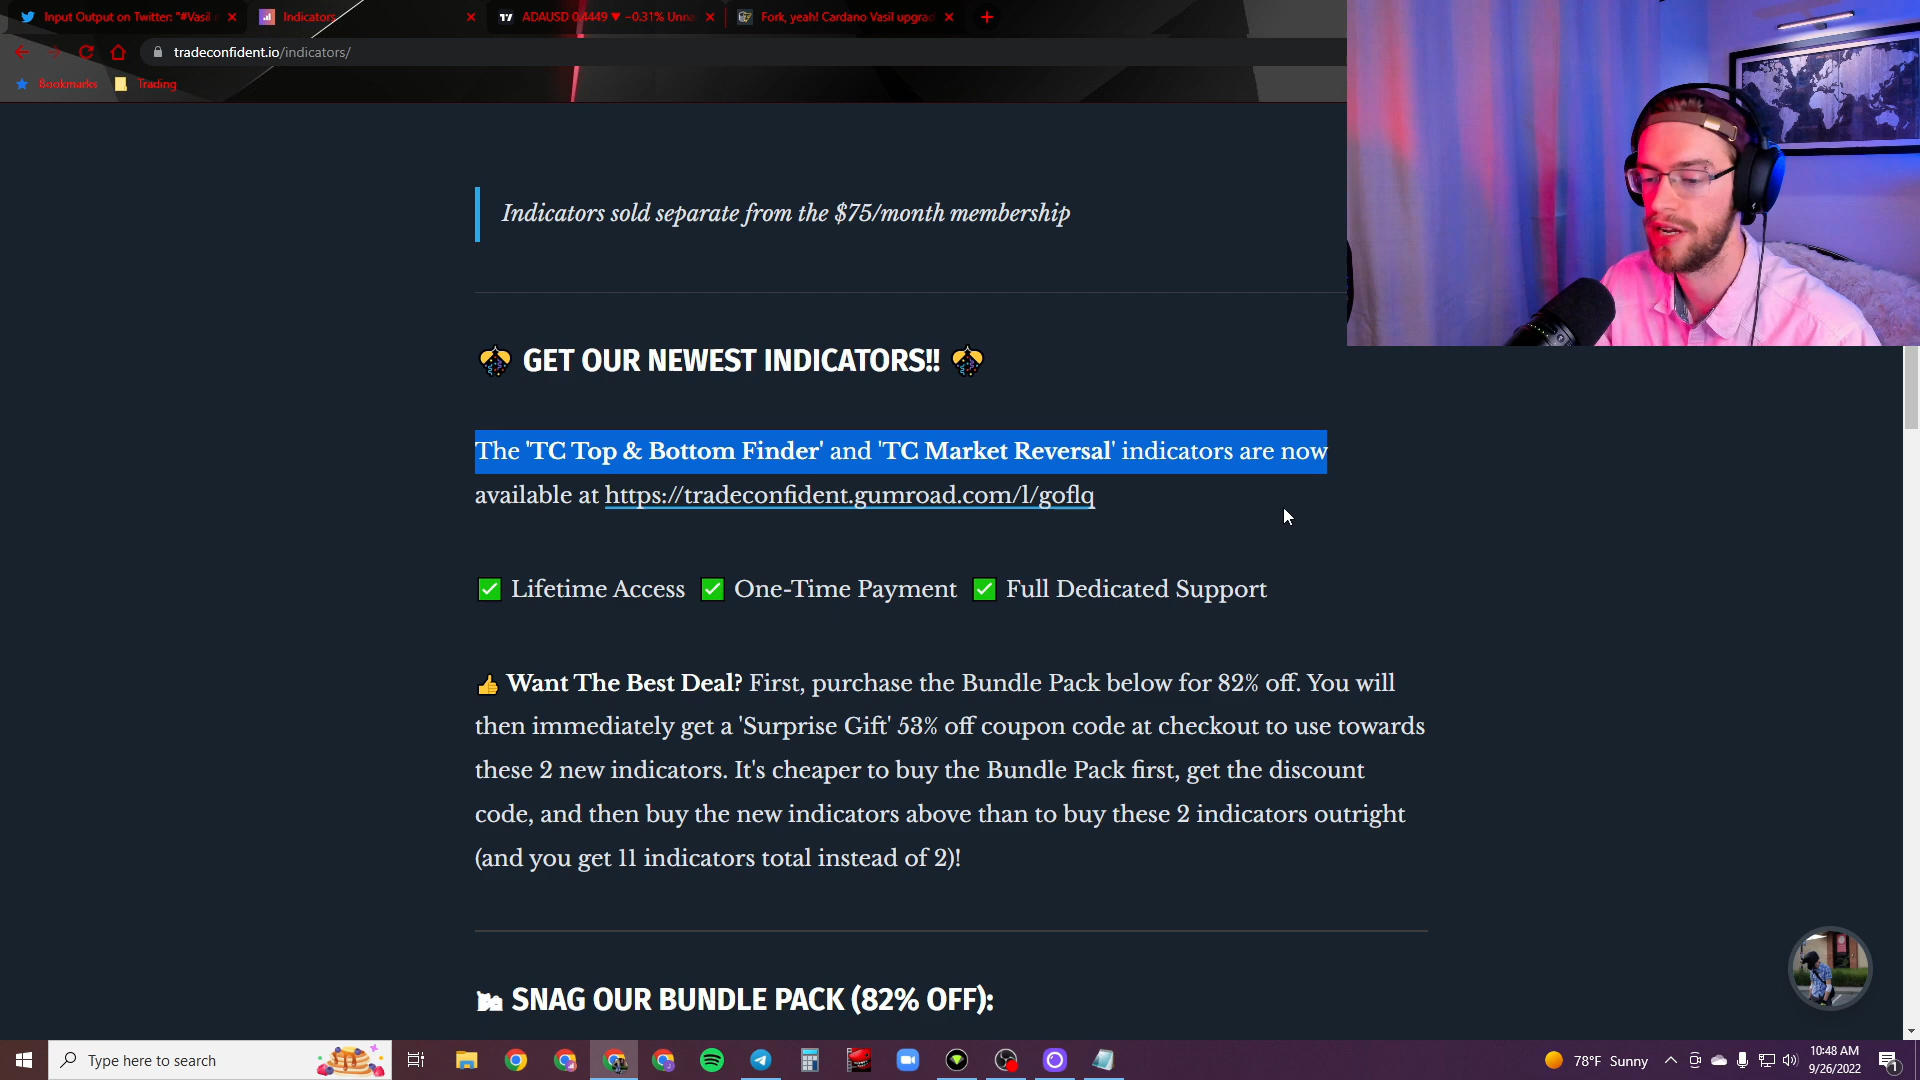 Input Output on Twitter: "#Vasil
Indicators
ADAUSD 0.4449 ▼ −0.31% Unna
Fork, yeah! Cardano Vasil upgrad
tradeconfident.io/indicators/
Bookmarks
Trading
Indicators sold separate from the $75/month membership
GET OUR NEWEST INDICATORS!!
The 'TC Top & Bottom Finder' and 'TC Market Reversal' indicators are now
available at https://tradeconfident.gumroad.com/l/goflq
Lifetime Access One-Time Payment Full Dedicated Support
Want The Best Deal? First, purchase the Bundle Pack below for 82% off. You will
then immediately get a 'Surprise Gift' 53% off coupon code at checkout to use towards
these 2 new indicators. It's cheaper to buy the Bundle Pack first, get the discount
code, and then buy the new indicators above than to buy these 2 indicators outright
(and you get 11 indicators total instead of 2)!
SNAG OUR BUNDLE PACK (82% OFF):
Type here to search
78°F Sunny
10:48 AM
9/26/2022
1